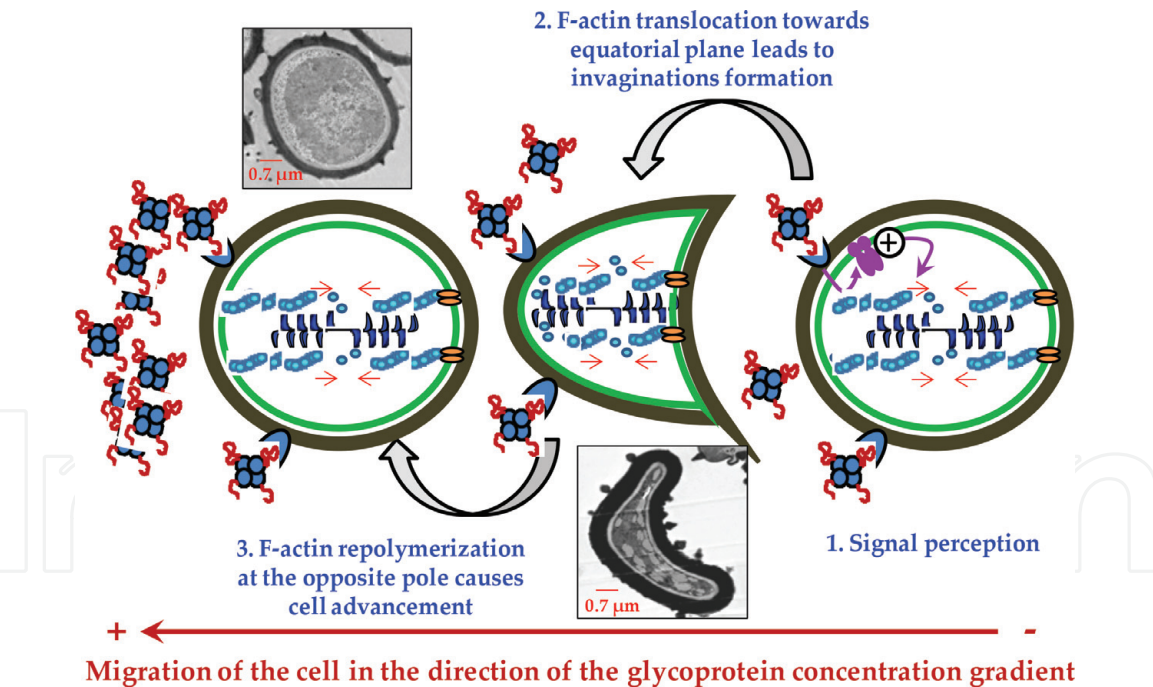 2. F-actin translocation towards
equatorial plane leads to
invaginations formation
0.7 μm
+
3. F-actin repolymerization
at the opposite pole causes
cell advancement
0.7 μm
1. Signal perception
+
-
Migration of the cell in the direction of the glycoprotein concentration gradient